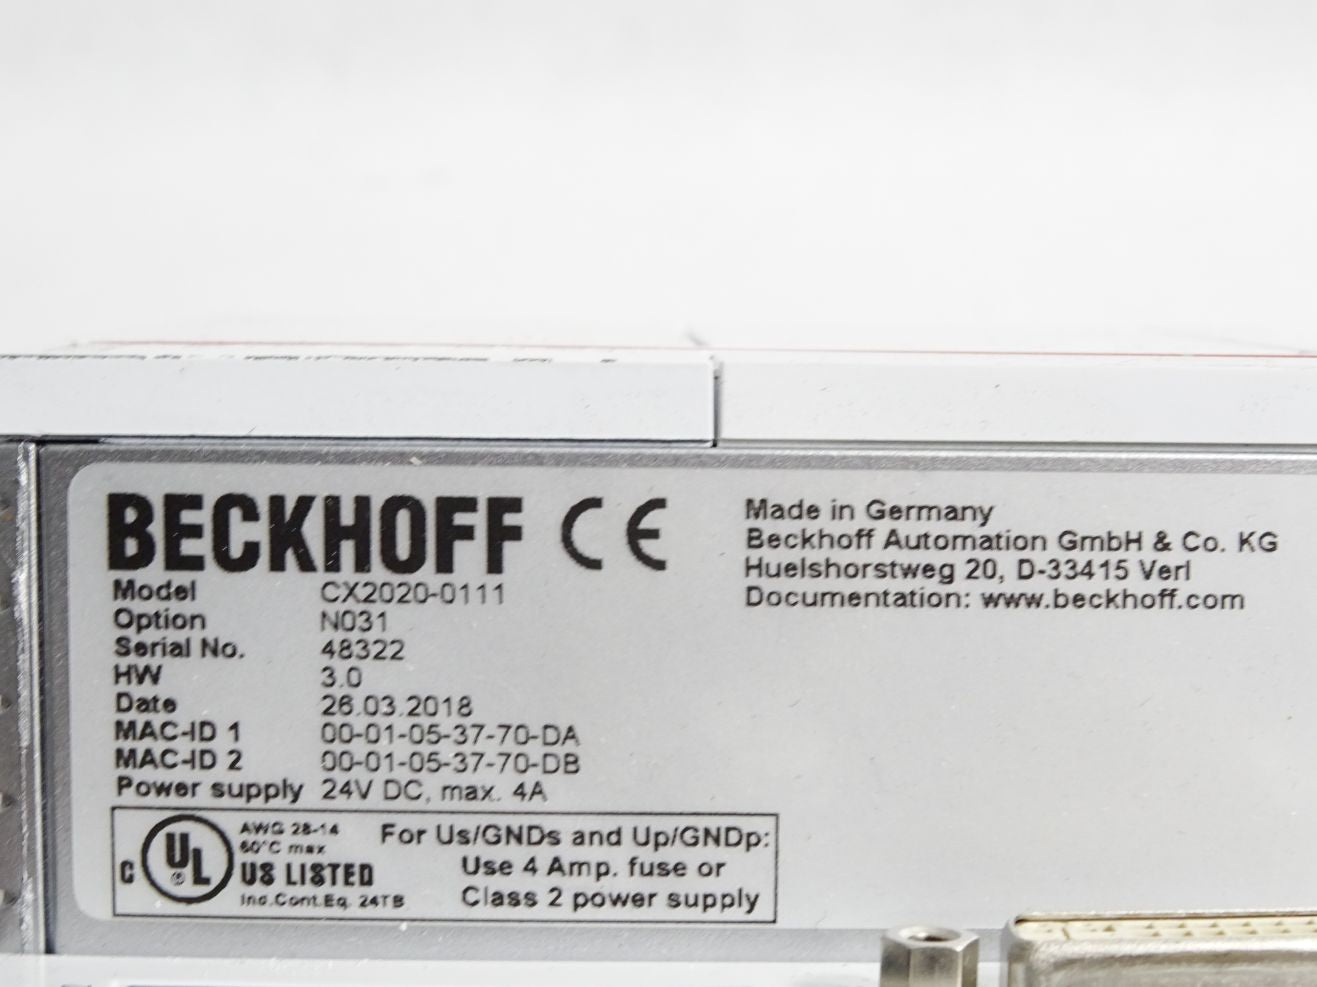 BECKHOFF CE
Made in Germany
Beckhoff Automation GmbH & Co. KG
Huelshorstweg 20, D-33415 Verl
Documentation: www.beckhoff.com
Model CX2020-0111
Option N031
Serial No. 48322
HW 3.0
Date 26.03.2018
MAC-ID 1 00-01-05-37-70-DA
MAC-ID 2 00-01-05-37-70-DB
Power supply 24V DC, max. 4A
C UL ® US LISTED
AWG 28-14
60°C max
Ind.Cont.Eq. 24TB
For Us/GNDs and Up/GNDp:
Use 4 Amp. fuse or
Class 2 power supply